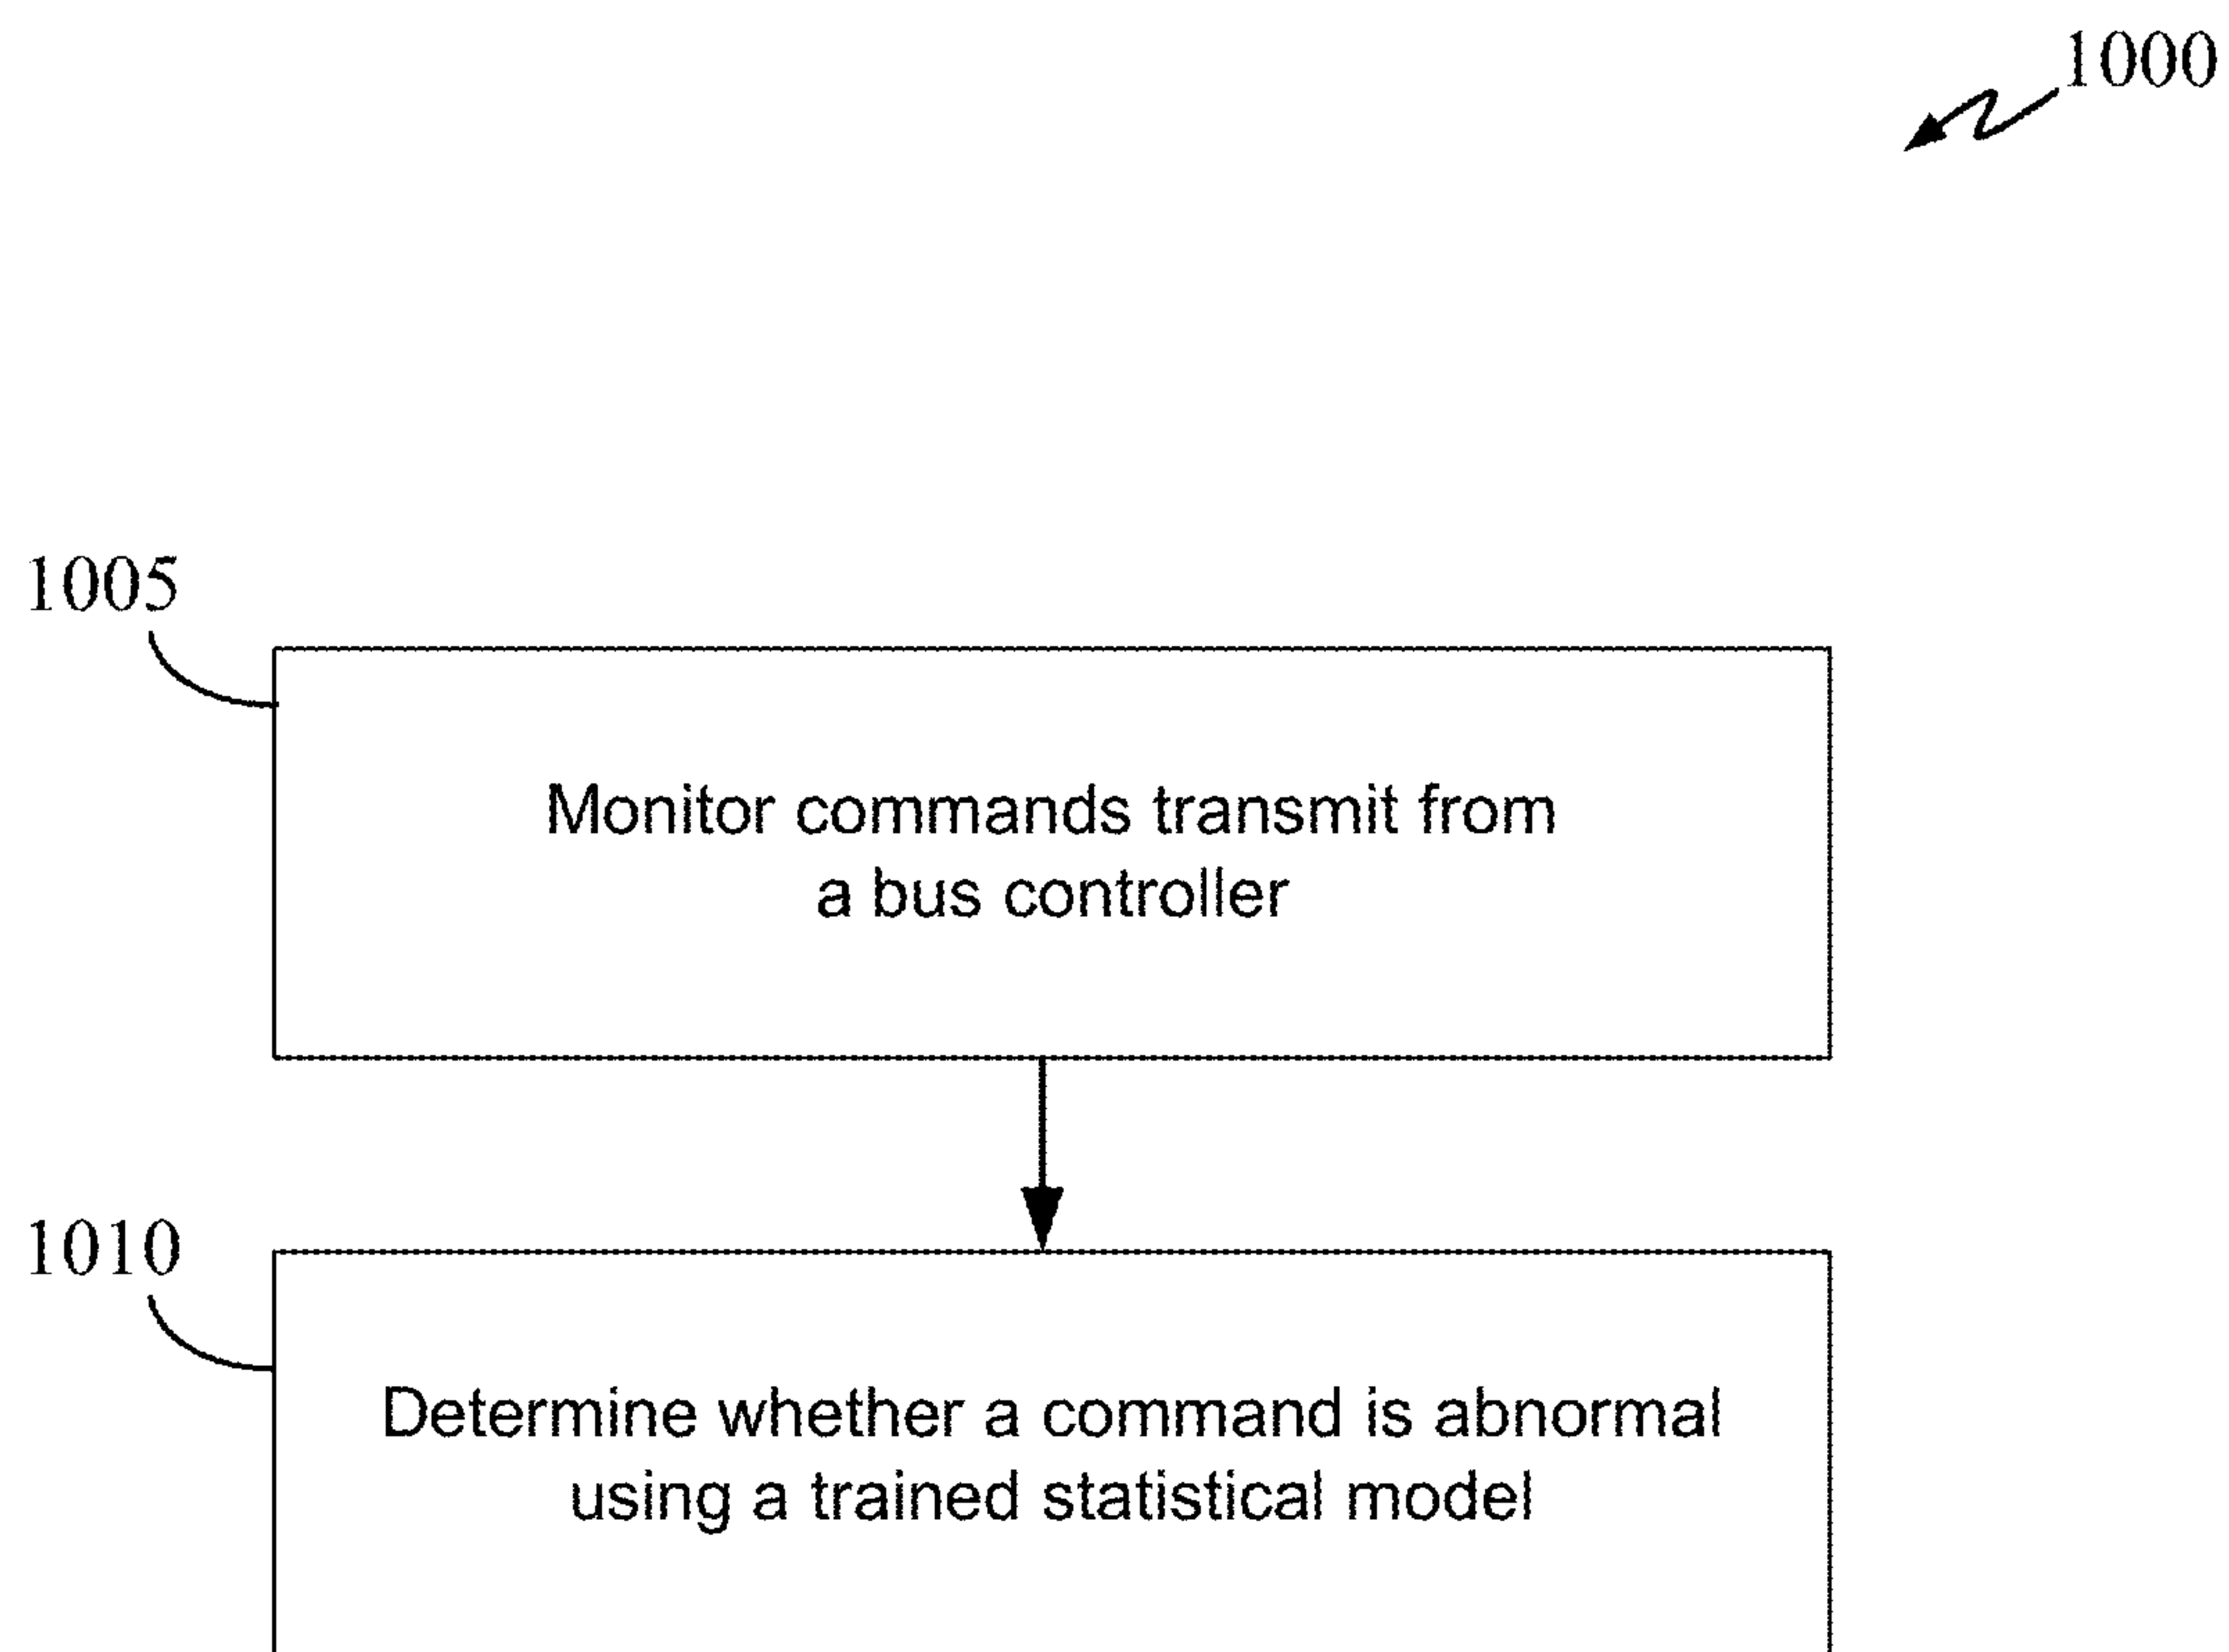 1000
1005
Monitor commands transmit from
a bus controller
1010
Determine whether a command is abnormal
using a trained statistical model